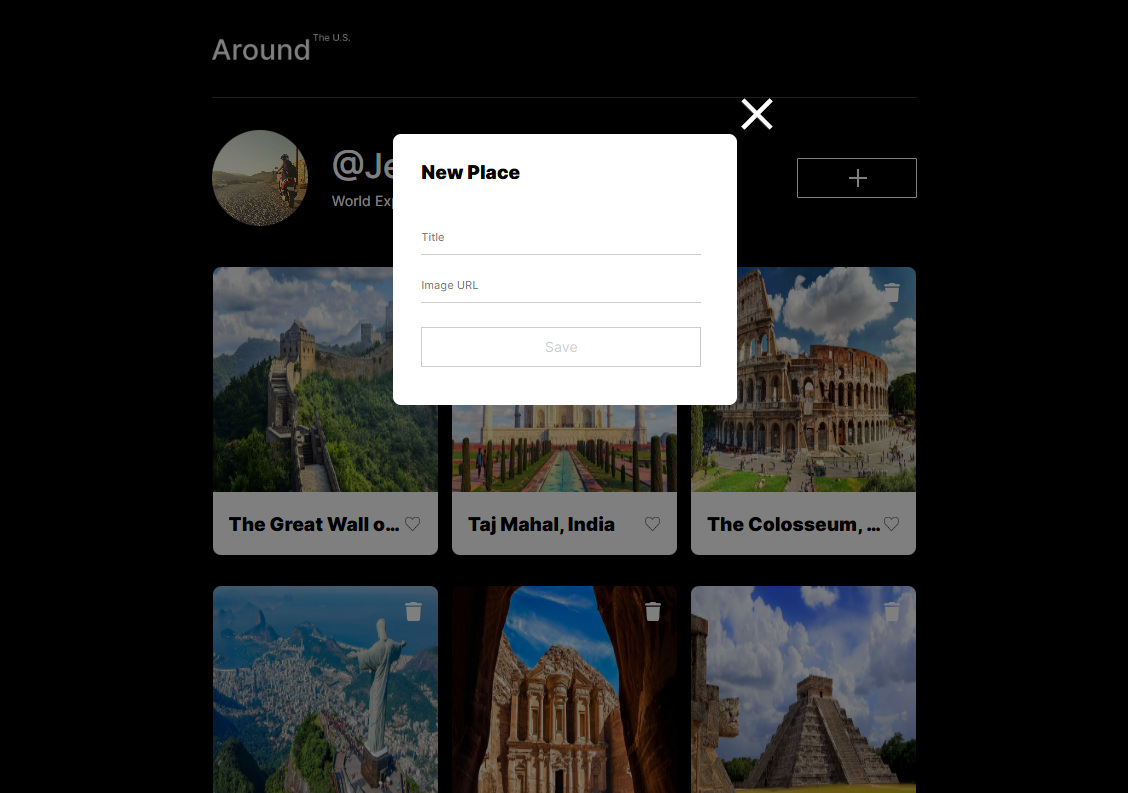 Around The U.S.
@Je
World Exp
New Place
Title
Image URL
Save
The Great Wall o...
Taj Mahal, India
The Colosseum, ...